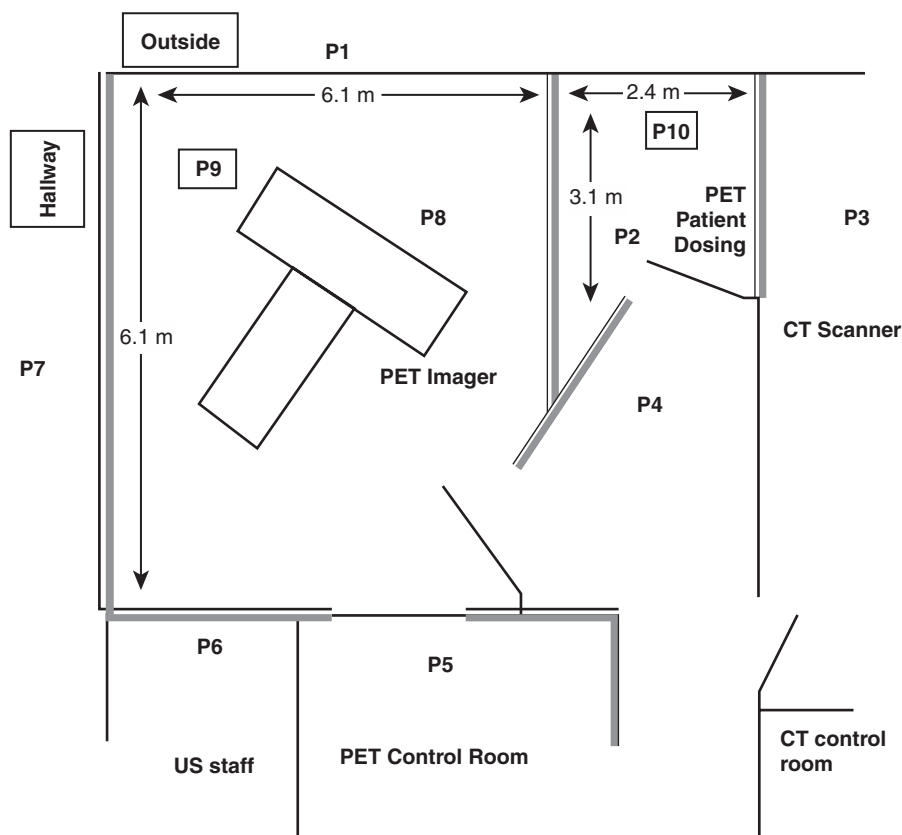 Outside
P1
6.1 m
2.4 m
P10
Hallway
P9
3.1 m
PET
Patient
Dosing
P8
P2
P3
6.1 m
CT Scanner
P7
PET Imager
P4
P6
P5
US staff
PET Control Room
CT control
room